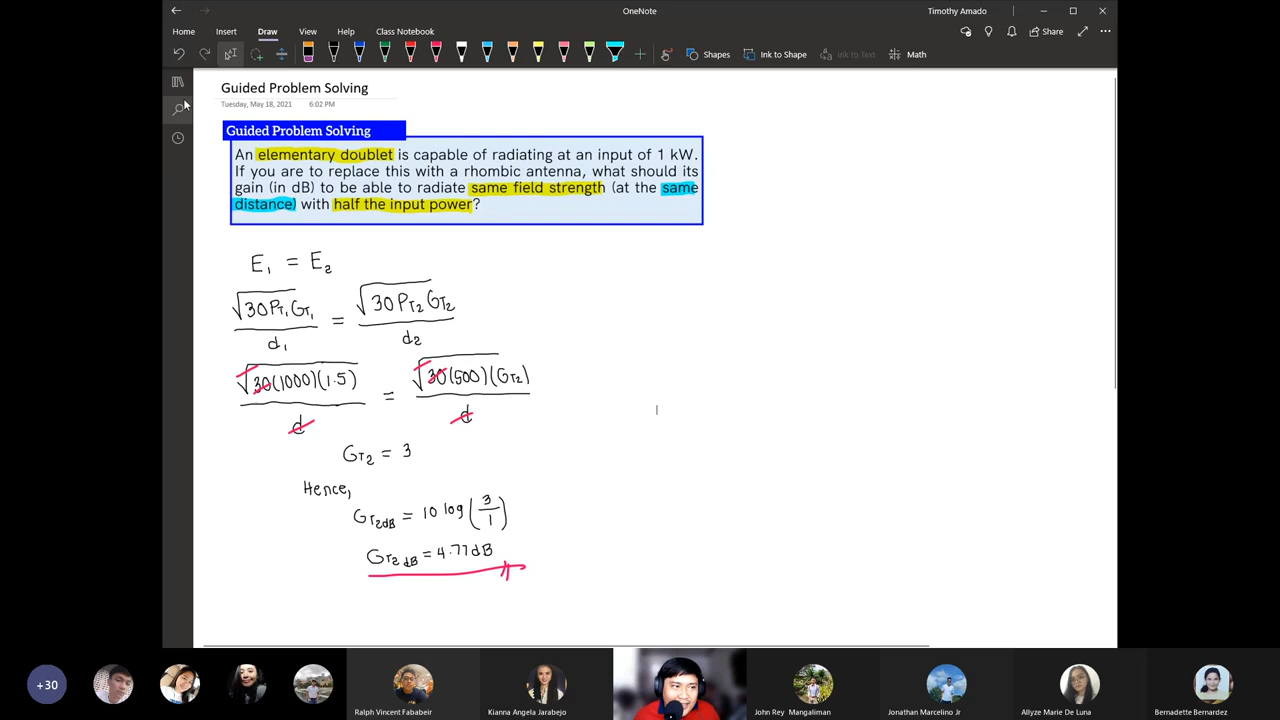 OneNote
Timothy Amado
Home Insert Draw View Help Class Notebook
Share
Shapes Ink to Shape Ink to Text Math
Guided Problem Solving
Tuesday, May 18, 2021 6:02 PM
Guided Problem Solving
An elementary doublet is capable of radiating at an input of 1 kW.
If you are to replace this with a rhombic antenna, what should its
gain (in dB) to be able to radiate same field strength (at the same
distance) with half the input power?
E₁ = E₂
√30PT₁GT₁ / d₁ = √30PT₂GT₂ / d₂
√30(1000)(1.5) / d = √30(500)(GT₂) / d
GT₂ = 3
Hence,
GT₂dB = 10 log (3/1)
GT₂dB = 4.77dB
+30
Ralph Vincent Fababeir
Kianna Angela Jarabejo
John Rey Mangaliman
Jonathan Marcelino Jr
Allyze Marie De Luna
Bernadette Bernardez